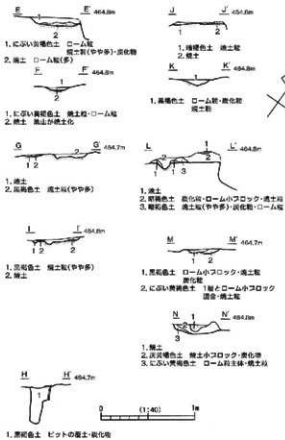 E E' 464.8m
1. にぶい黄褐色土 ローム粒
焼土粒(やや多)・炭化物
2. 焼土 ローム粒(多)
F F'
1. にぶい黄褐色土 焼土粒・ローム粒
2. 焼土 地山が焼土化
G G' 464.7m
1. 焼土
2. 黒褐色土 焼土粒(やや多)
I I' 464.8m
1. 黒褐色土 焼土粒(やや多)
2. 焼土
H H' 464.7m
1. 黒褐色土 ピットの覆土・炭化物
J J' 464.8m
1. 暗褐色土 焼土粒
2. 焼土
K K' 464.8m
1. 黒褐色土 ローム粒・炭化粒
焼土粒
L L' 464.8m
1. 焼土
2. 暗褐色土 炭化粒・ローム小ブロック・焼土粒
3. 暗褐色土 焼土粒(やや多)・炭化粒・ローム粒
M M' 464.7m
1. 黒褐色土 ローム小ブロック・焼土粒
炭化粒
2. にぶい黄褐色土 1層とローム小ブロック
混合・焼土粒
N N' 464.8m
1. 焼土
2. 灰黄褐色土 焼土小ブロック・炭化物
3. にぶい黄褐色土 ローム粒主体・焼土粒
0 (1:40) 1m